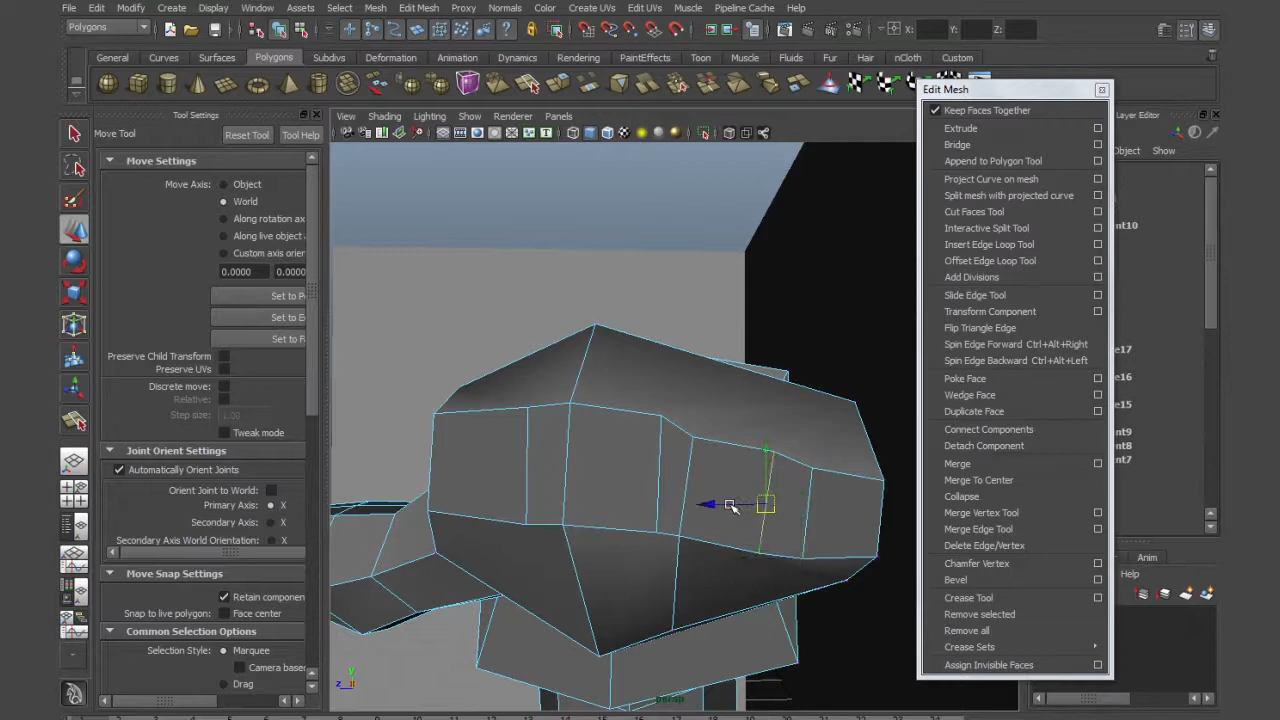 File Edit Modify Create Display Window Assets Select Mesh Edit Mesh Proxy Normals Color Create UVs Edit UVs Muscle Pipeline Cache Help
Polygons
X: Y: Z:
General Curves Surfaces Polygons Subdivs Deformation Animation Dynamics Rendering PaintEffects Toon Muscle Fluids Fur Hair nCloth Custom
Tool Settings
Move Tool Reset Tool Tool Help
Move Settings
Move Axis: Object
World
Along rotation ax
Along live object
Custom axis orien
0.0000 0.0000
Set to P
Set to E
Set to F
Preserve Child Transform
Preserve UVs
Discrete move:
Relative:
Step size: 1.00
Tweak mode
Joint Orient Settings
Automatically Orient Joints
Orient Joint to World:
Primary Axis: X
Secondary Axis: X
Secondary Axis World Orientation: X
Move Snap Settings
Retain componen
Snap to live polygon: Face center
Common Selection Options
Selection Style: Marquee
Camera base
Drag
View Shading Lighting Show Renderer Panels
y
z
persp
Edit Mesh
Keep Faces Together
Extrude
Bridge
Append to Polygon Tool
Project Curve on mesh
Split mesh with projected curve
Cut Faces Tool
Interactive Split Tool
Insert Edge Loop Tool
Offset Edge Loop Tool
Add Divisions
Slide Edge Tool
Transform Component
Flip Triangle Edge
Spin Edge Forward Ctrl+Alt+Right
Spin Edge Backward Ctrl+Alt+Left
Poke Face
Wedge Face
Duplicate Face
Connect Components
Detach Component
Merge
Merge To Center
Collapse
Merge Vertex Tool
Merge Edge Tool
Delete Edge/Vertex
Chamfer Vertex
Bevel
Crease Tool
Remove selected
Remove all
Crease Sets
Assign Invisible Faces
Layer Editor
Object Show
nt10
e17
e16
e15
ent9
ent8
ent7
Anim
Help